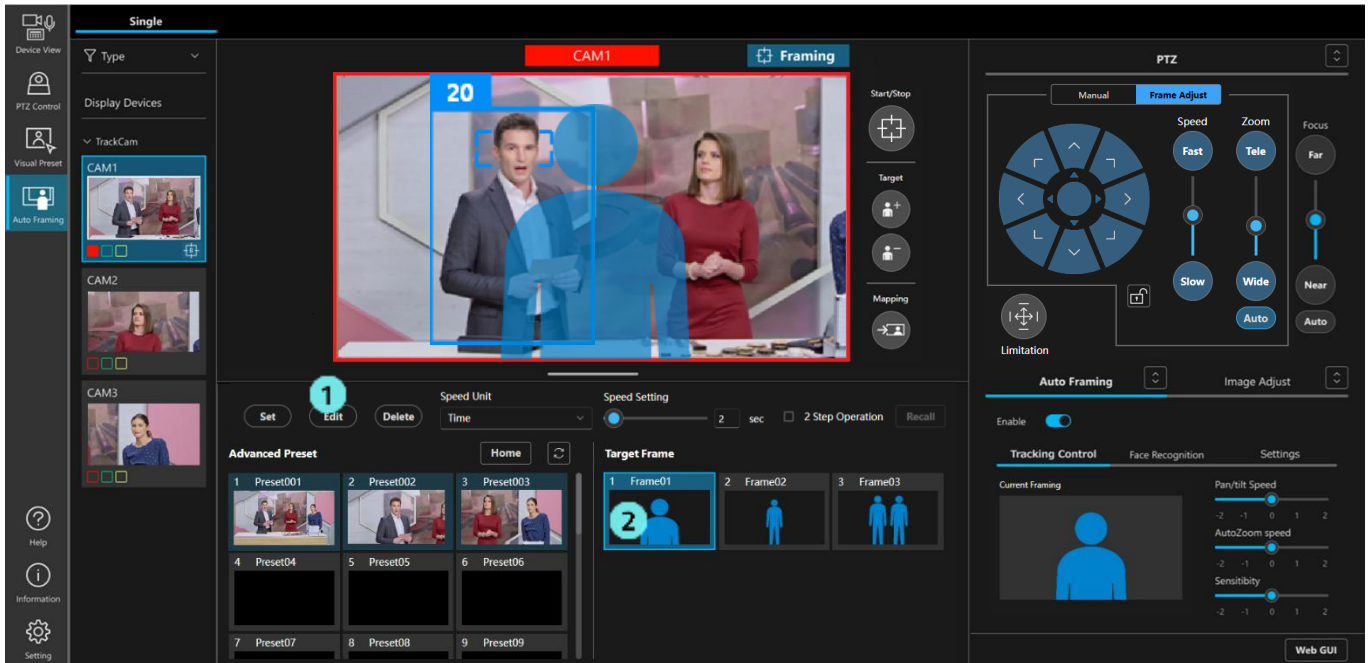 Device View
PTZ Control
Visual Preset
Auto Framing
Help
Information
Setting
Single
Type
Display Devices
TrackCam
CAM1
CAM2
CAM3
CAM1
Framing
20
Start/Stop
Target
Mapping
1
Set
Edit
Delete
Speed Unit
Time
Speed Setting
2 sec
2 Step Operation
Recall
Advanced Preset
Home
1 Preset001
2 Preset002
3 Preset003
4 Preset04
5 Preset05
6 Preset06
7 Preset07
8 Preset08
9 Preset09
Target Frame
1 Frame01
2 Frame02
3 Frame03
2
PTZ
Manual
Frame Adjust
Speed
Fast
Slow
Zoom
Tele
Wide
Auto
Focus
Far
Near
Auto
Limitation
Auto Framing
Image Adjust
Enable
Tracking Control
Face Recognition
Settings
Current Framing
Pan/tilt Speed
-2 -1 0 1 2
AutoZoom speed
-2 -1 0 1 2
Sensitibity
-2 -1 0 1 2
Web GUI